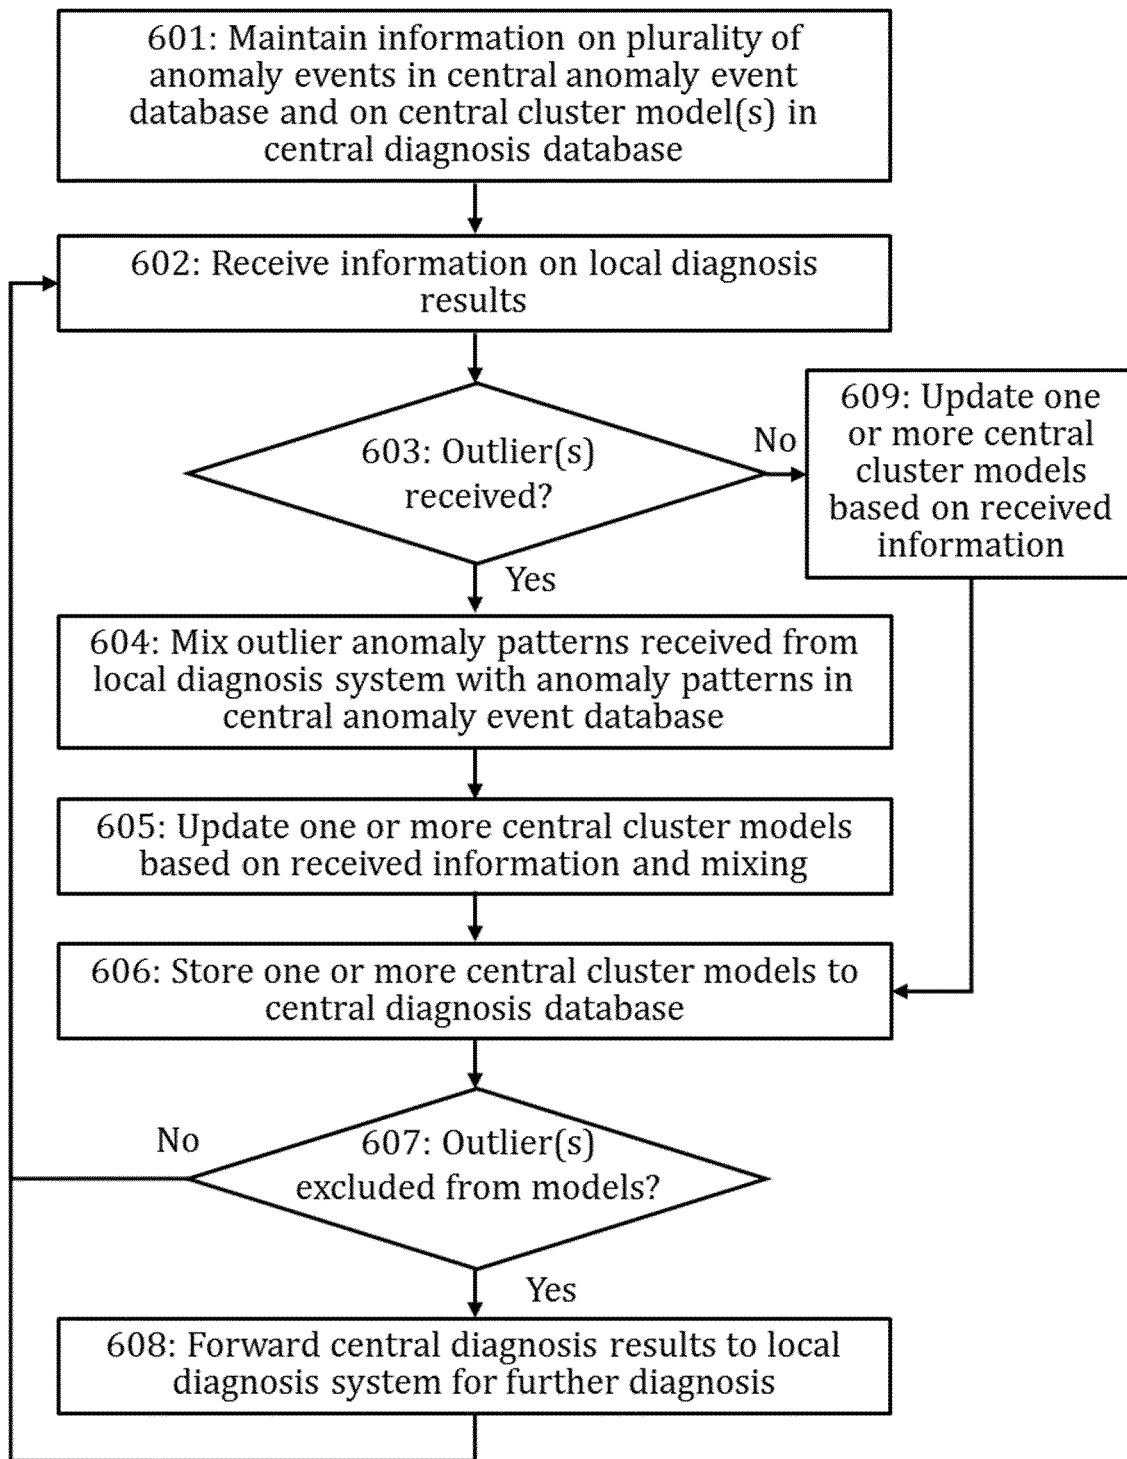 601: Maintain information on plurality of
anomaly events in central anomaly event
database and on central cluster model(s) in
central diagnosis database
602: Receive information on local diagnosis
results
603: Outlier(s)
received?
No
609: Update one
or more central
cluster models
based on received
information
Yes
604: Mix outlier anomaly patterns received from
local diagnosis system with anomaly patterns in
central anomaly event database
605: Update one or more central cluster models
based on received information and mixing
606: Store one or more central cluster models to
central diagnosis database
No
607: Outlier(s)
excluded from models?
Yes
608: Forward central diagnosis results to local
diagnosis system for further diagnosis